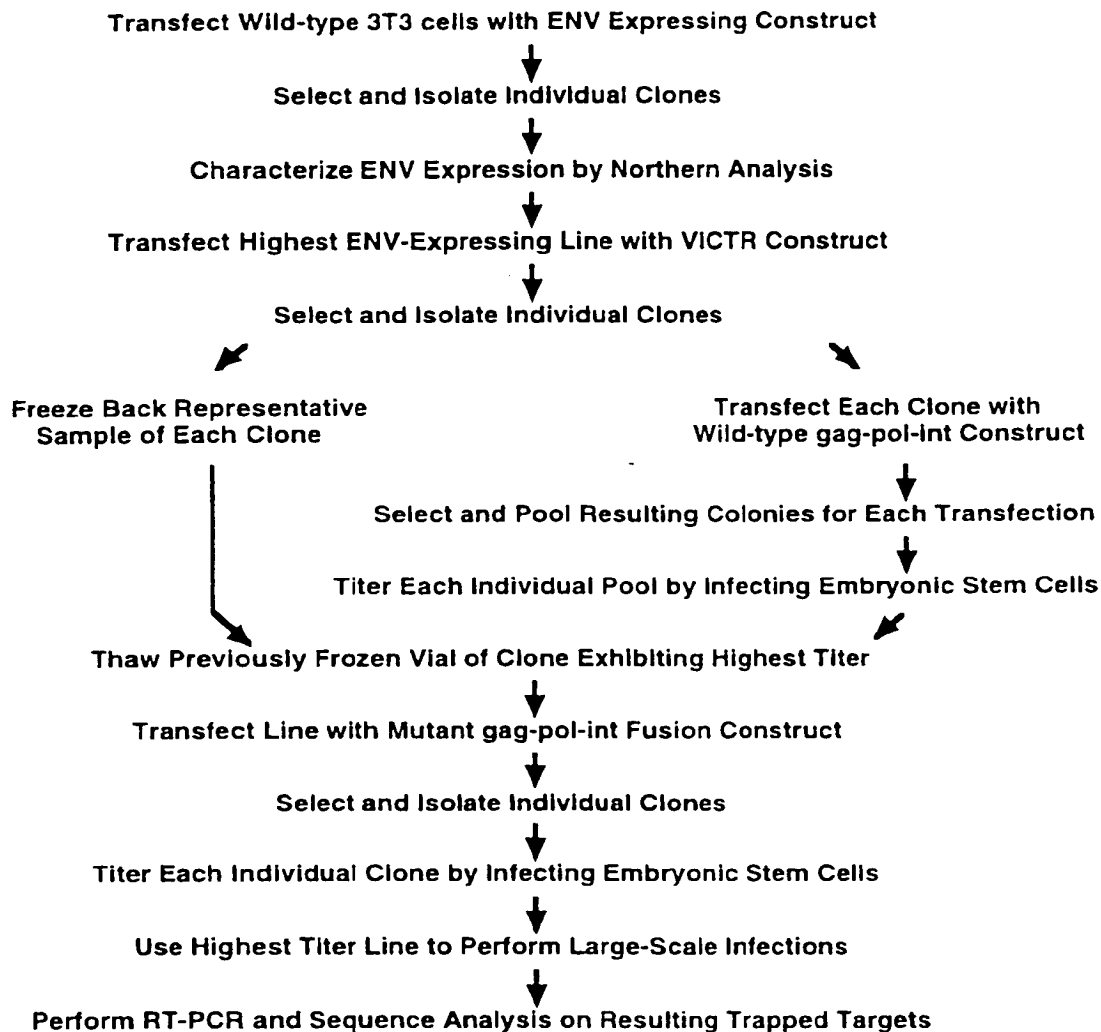 Transfect Wild-type 3T3 cells with ENV Expressing Construct
Select and Isolate Individual Clones
Characterize ENV Expression by Northern Analysis
Transfect Highest ENV-Expressing Line with VICTR Construct
Select and Isolate Individual Clones
Freeze Back Representative
Sample of Each Clone
Transfect Each Clone with
Wild-type gag-pol-int Construct
Select and Pool Resulting Colonies for Each Transfection
Titer Each Individual Pool by Infecting Embryonic Stem Cells
Thaw Previously Frozen Vial of Clone Exhibiting Highest Titer
Transfect Line with Mutant gag-pol-int Fusion Construct
Select and Isolate Individual Clones
Titer Each Individual Clone by Infecting Embryonic Stem Cells
Use Highest Titer Line to Perform Large-Scale Infections
Perform RT-PCR and Sequence Analysis on Resulting Trapped Targets